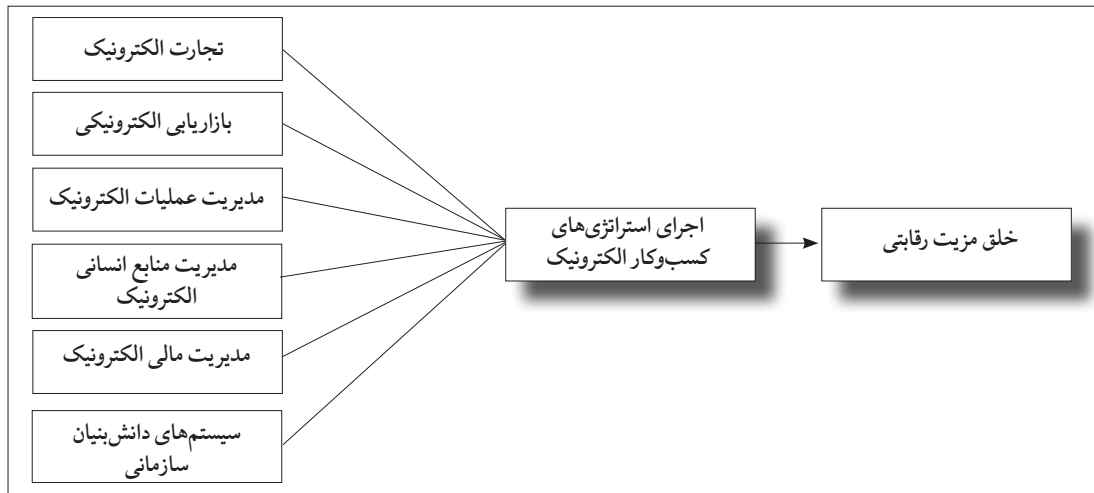 تجارت الکترونیک
بازاریابی الکترونیکی
مدیریت عملیات الکترونیک
مدیریت منابع انسانی
الکترونیک
مدیریت مالی الکترونیک
سیستم‌های دانش‌بنیان
سازمانی
اجرای استراتژی‌های
کسب‌وکار الکترونیک
خلق مزیت رقابتی